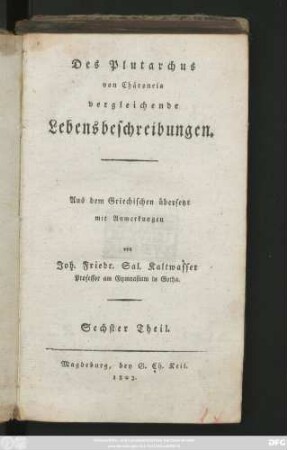 Des Plutarchus
von Chäroneia
vergleichende
Lebensbeschreibungen.
Aus dem Griechischen übersetzt
mit Anmerkungen
von
Joh. Friedr. Sal. Kaltwasser
Professor am Gymnasium in Gotha.
Sechster Theil.
Magdeburg, bey G. Ch. Keil.
1803.